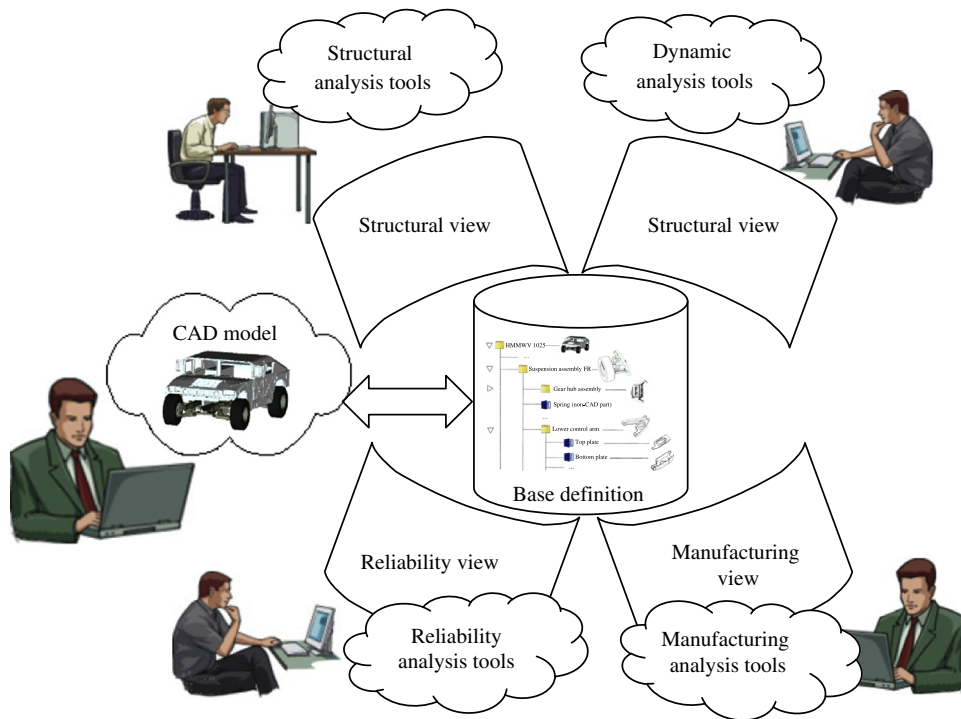 Structural
analysis tools
Dynamic
analysis tools
Structural view
Structural view
CAD model
HMMWV 1025
...
Suspension assembly FR
...
Gear hub assembly
Spring (non-CAD part)
...
Lower control arm
Top plate
Bottom plate
...
Base definition
Reliability view
Manufacturing
view
Reliability
analysis tools
Manufacturing
analysis tools